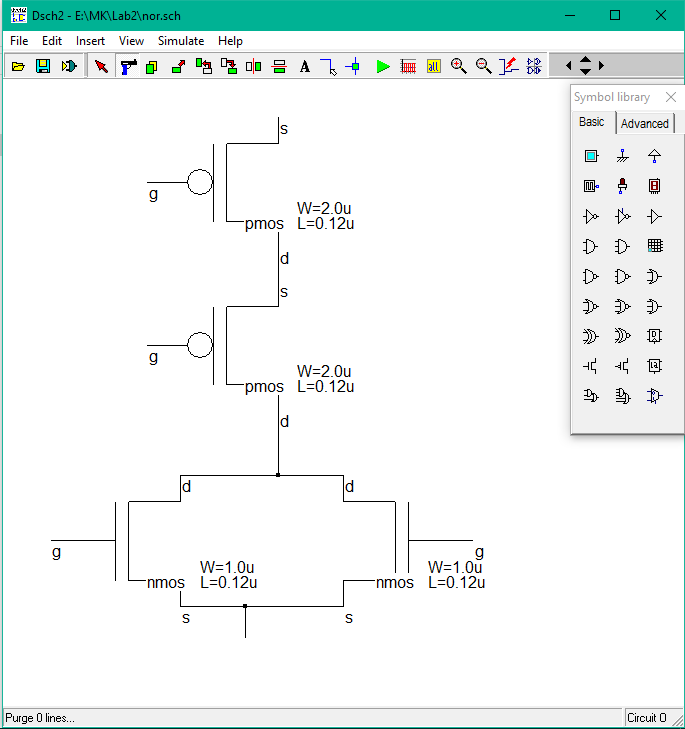 Dsch2 - E:\MK\Lab2\nor.sch
File Edit Insert View Simulate Help
A
all
Symbol library
Basic Advanced
s
g
W=2.0u
pmos L=0.12u
d
s
g
W=2.0u
pmos L=0.12u
d
d d
g g
W=1.0u W=1.0u
nmos L=0.12u nmos L=0.12u
s s
Purge 0 lines...
Circuit 0